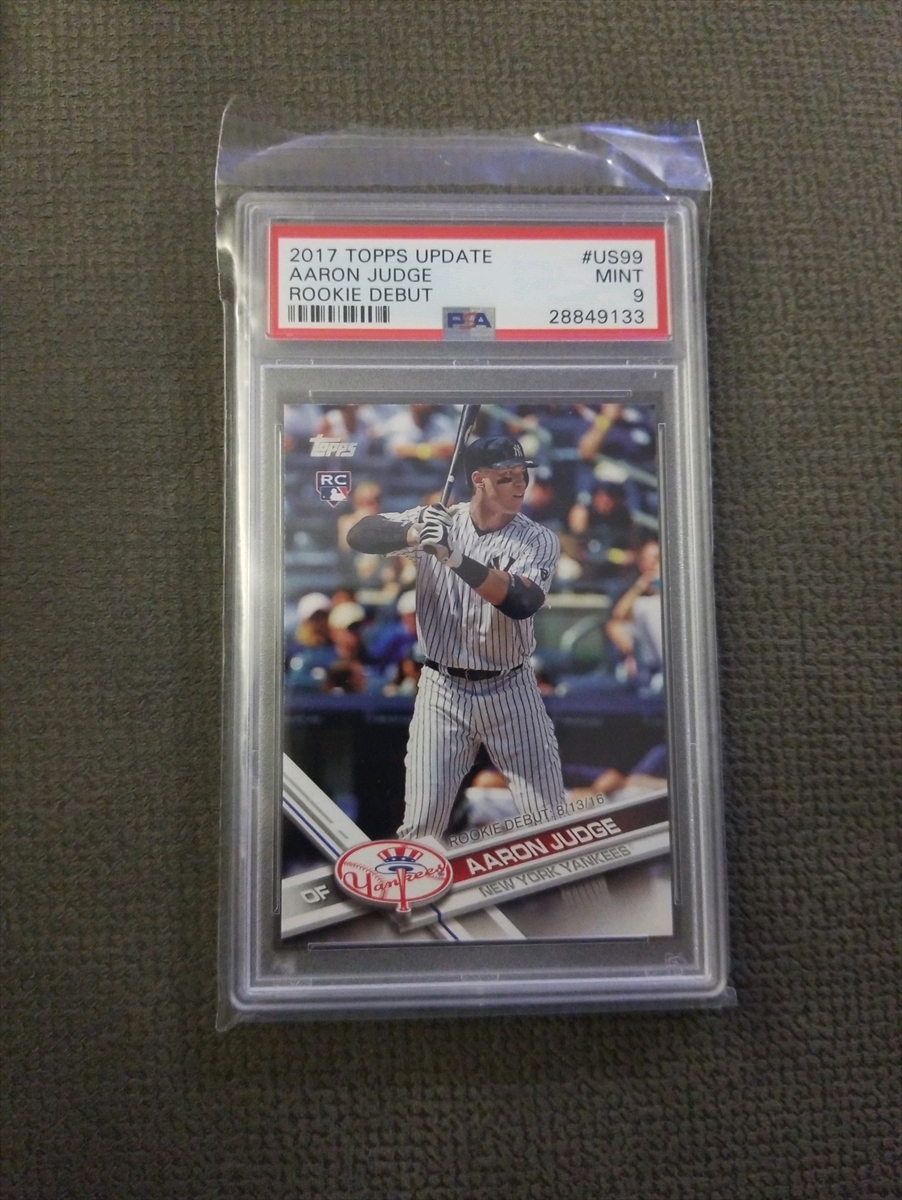 2017 TOPPS UPDATE #US99
AARON JUDGE MINT
ROOKIE DEBUT 9
PSA 28849133
Topps
RC
NY
ROOKIE DEBUT: 8/13/16
AARON JUDGE
NEW YORK YANKEES
Yankees
OF